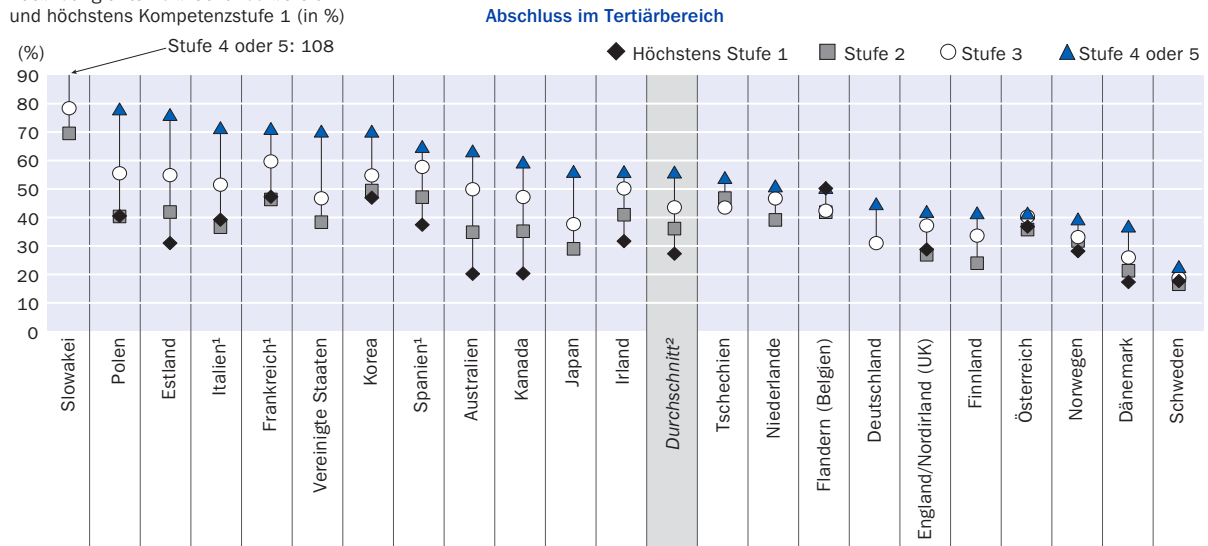 und höchstens Kompetenzstufe 1 (in %)
Abschluss im Tertiärbereich
(%)
Stufe 4 oder 5: 108
Höchstens Stufe 1
Stufe 2
Stufe 3
Stufe 4 oder 5
90
80
70
60
50
40
30
20
10
0
Slowakei
Polen
Estland
Italien¹
Frankreich¹
Vereinigte Staaten
Korea
Spanien¹
Australien
Kanada
Japan
Irland
Durchschnitt²
Tschechien
Niederlande
Flandern (Belgien)
Deutschland
England/Nordirland (UK)
Finnland
Österreich
Norwegen
Dänemark
Schweden